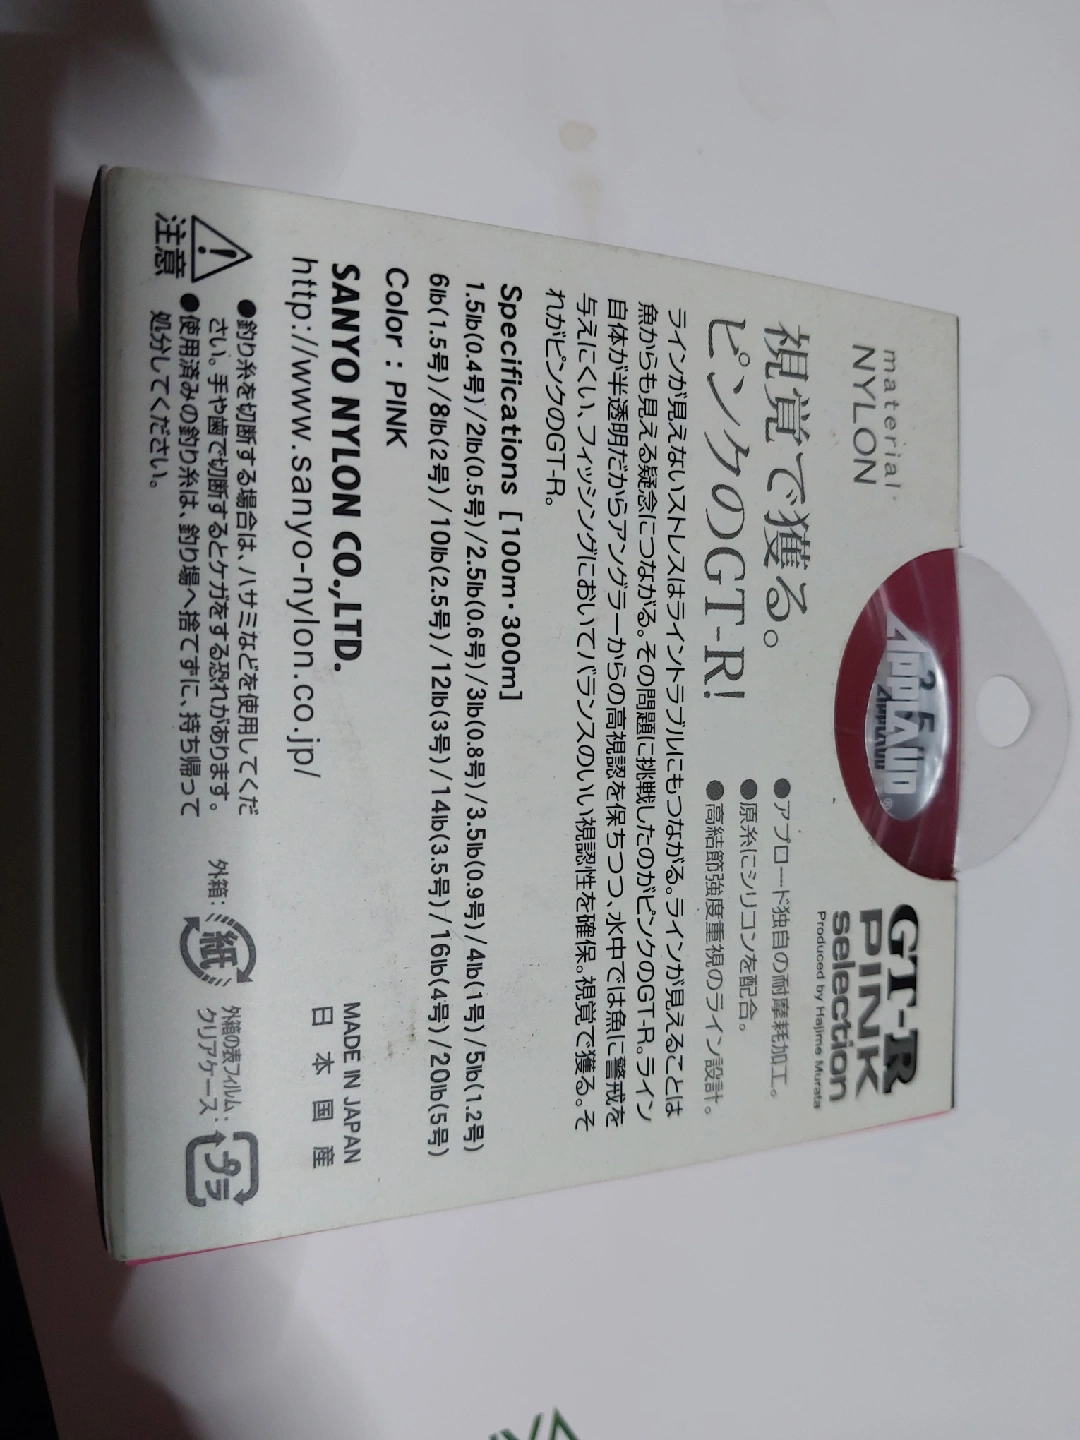 material
NYLON
APPLAUD®
GT-R
PINK
selection
Produced by Hajime Murata
視覚で獲る。
ピンクのGT-R!
●アプロード独自の耐摩耗加工。
●原糸にシリコンを配合。
●高結節強度重視のライン設計。
ラインが見えないストレスはライントラブルにもつながる。ラインが見えることは
魚からも見える疑念につながる。その問題に挑戦したのがピンクのGT-R。ライン
自体が半透明だからアングラーからの高視認を保ちつつ、水中では魚に警戒を
与えにくい、フィッシングにおいてバランスのいい視認性を確保。視覚で獲る。そ
れがピンクのGT-R。
Specifications [100m・300m]
1.5lb(0.4号)/2lb(0.5号)/2.5lb(0.6号)/3lb(0.8号)/3.5lb(0.9号)/4lb(1号)/5lb(1.2号)
6lb(1.5号)/8lb(2号)/10lb(2.5号)/12lb(3号)/14lb(3.5号)/16lb(4号)/20lb(5号)
Color : PINK
SANYO NYLON CO.,LTD.
http://www.sanyo-nylon.co.jp/
MADE IN JAPAN
日本国産
注意
●釣り糸を切断する場合は、ハサミなどを使用してくだ
さい。手や歯で切断するとケガをする恐れがあります。
●使用済みの釣り糸は、釣り場へ捨てずに、持ち帰って
処分してください。
外箱:
紙
外箱の表フィルム:
クリアケース:
プラ